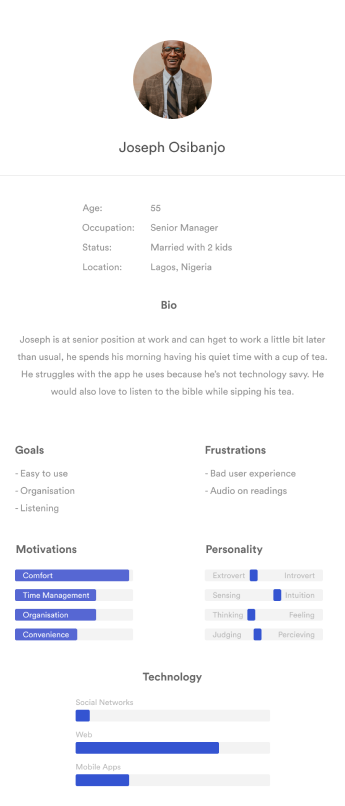 Joseph Osibanjo
Age: 55
Occupation: Senior Manager
Status: Married with 2 kids
Location: Lagos, Nigeria
Bio
Joseph is at senior position at work and can hget to work a little bit later
than usual, he spends his morning having his quiet time with a cup of tea.
He struggles with the app he uses because he's not technology savy. He
would also love to listen to the bible while sipping his tea.
Goals
- Easy to use
- Organisation
- Listening
Frustrations
- Bad user experience
- Audio on readings
Motivations
Comfort
Time Management
Organisation
Convenience
Personality
Extrovert Introvert
Sensing Intuition
Thinking Feeling
Judging Percieving
Technology
Social Networks
Web
Mobile Apps